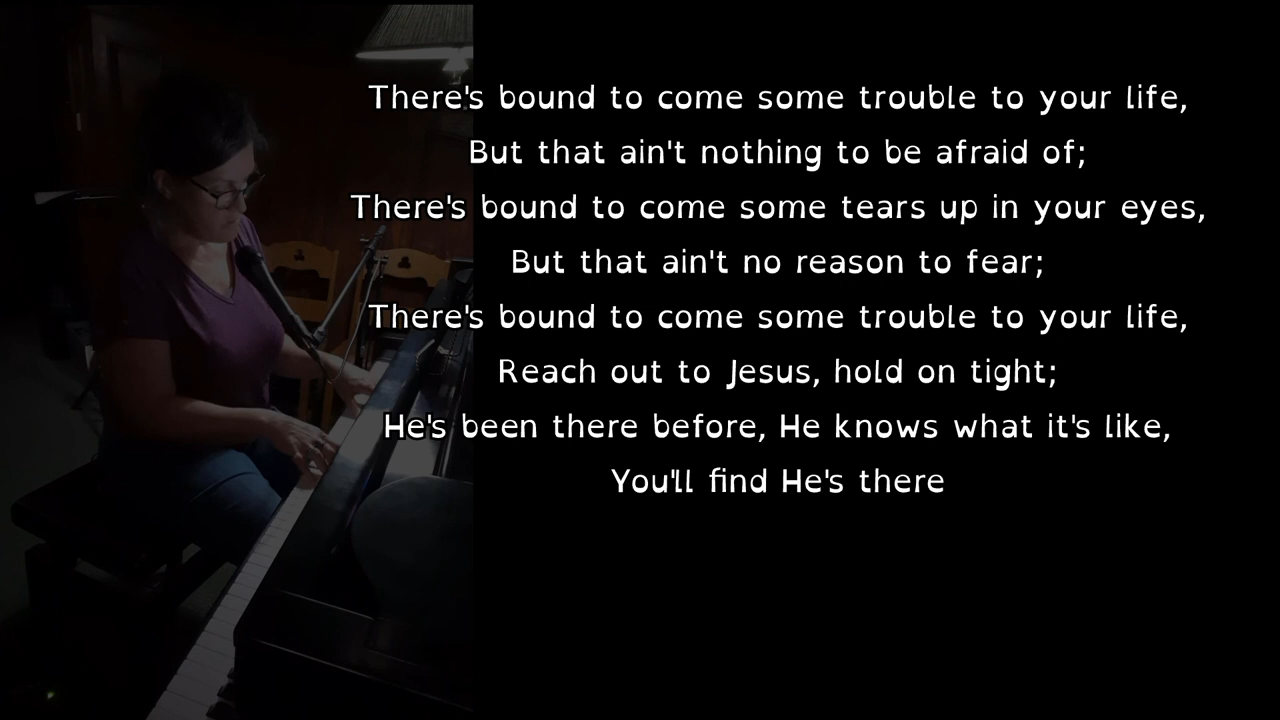 There's bound to come some trouble to your life,
But that ain't nothing to be afraid of;
There's bound to come some tears up in your eyes,
But that ain't no reason to fear;
There's bound to come some trouble to your life,
Reach out to Jesus, hold on tight;
He's been there before, He knows what it's like,
You'll find He's there